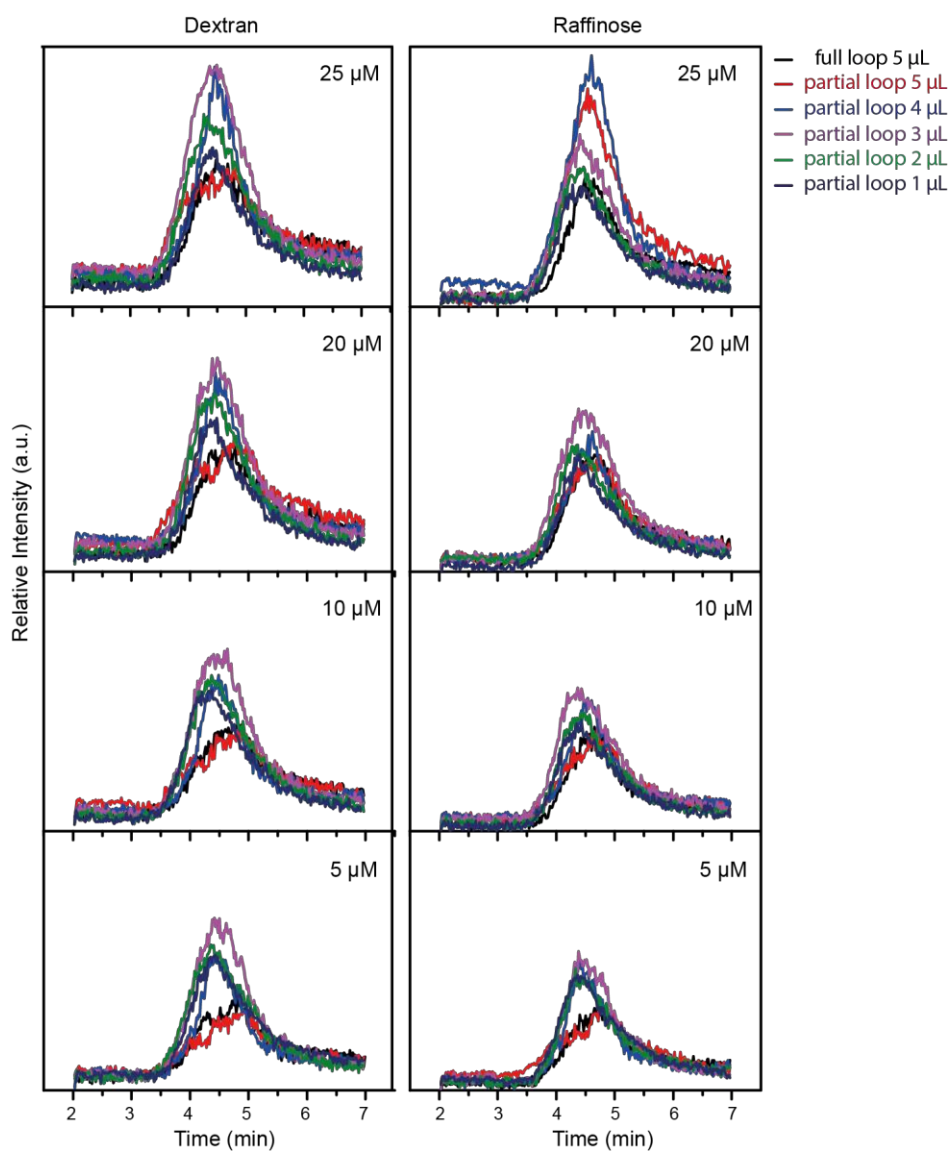 Dextran
Raffinose
25 µM
25 µM
full loop 5 µL
partial loop 5 µL
partial loop 4 µL
partial loop 3 µL
partial loop 2 µL
partial loop 1 µL
20 µM
20 µM
Relative Intensity (a.u.)
10 µM
10 µM
5 µM
5 µM
2 3 4 5 6 7
2 3 4 5 6 7
Time (min)
Time (min)